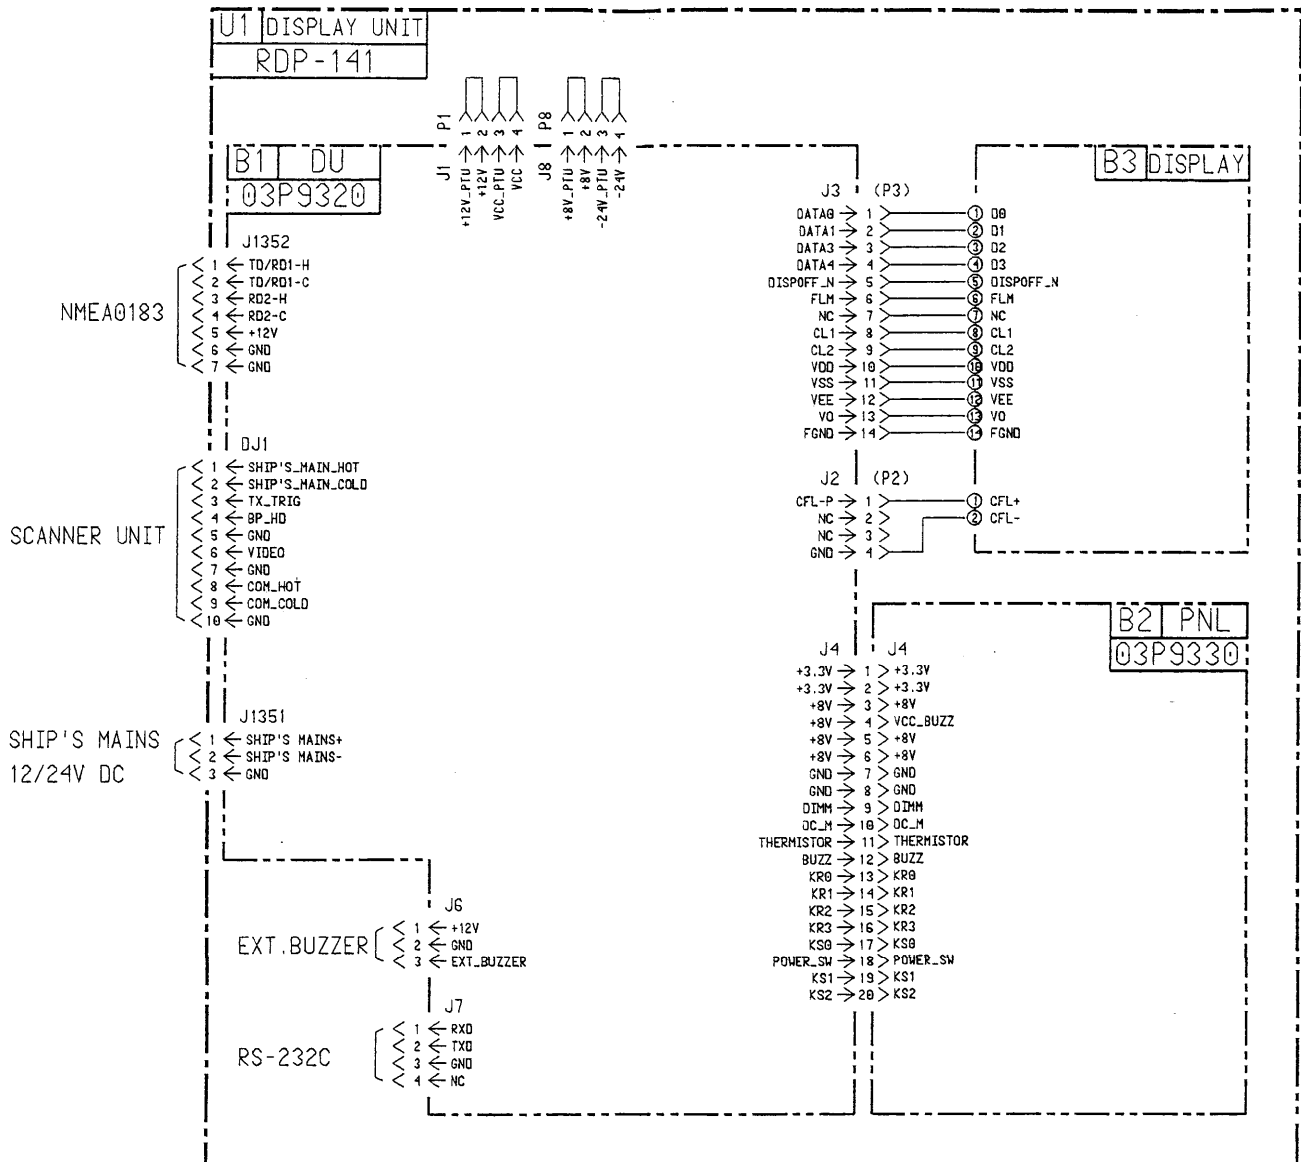 U1 DISPLAY UNIT
RDP-141
P1 1 2 3 4
J1 +12V_PTU +12V VCC_PTU VCC
P8 1 2 3 4
J8 +8V_PTU +8V -24V_PTU -24V
B1 DU
03P9320
B3 DISPLAY
J1352
NMEA0183
1 TD/RD1-H
2 TD/RD1-C
3 RD2-H
4 RD2-C
5 +12V
6 GND
7 GND
DJ1
SCANNER UNIT
1 SHIP'S_MAIN_HOT
2 SHIP'S_MAIN_COLD
3 TX_TRIG
4 BP_HD
5 GND
6 VIDEO
7 GND
8 COM_HOT
9 COM_COLD
10 GND
J1351
SHIP'S MAINS
12/24V DC
1 SHIP'S MAINS+
2 SHIP'S MAINS-
3 GND
J6
EXT.BUZZER
1 +12V
2 GND
3 EXT_BUZZER
J7
RS-232C
1 RXD
2 TXD
3 GND
4 NC
J3 (P3)
DATA0 1 1 D0
DATA1 2 2 D1
DATA3 3 3 D2
DATA4 4 4 D3
DISPOFF_N 5 5 DISPOFF_N
FLM 6 6 FLM
NC 7 7 NC
CL1 8 8 CL1
CL2 9 9 CL2
VDD 10 10 VDD
VSS 11 11 VSS
VEE 12 12 VEE
VO 13 13 VO
FGND 14 14 FGND
J2 (P2)
CFL-P 1 1 CFL+
NC 2 2 CFL-
NC 3
GND 4
B2 PNL
03P9330
J4 J4
+3.3V 1 +3.3V
+3.3V 2 +3.3V
+8V 3 +8V
+8V 4 VCC_BUZZ
+8V 5 +8V
+8V 6 +8V
GND 7 GND
GND 8 GND
DIMM 9 DIMM
DC_M 10 DC_M
THERMISTOR 11 THERMISTOR
BUZZ 12 BUZZ
KR0 13 KR0
KR1 14 KR1
KR2 15 KR2
KR3 16 KR3
KS0 17 KS0
POWER_SW 18 POWER_SW
KS1 19 KS1
KS2 20 KS2